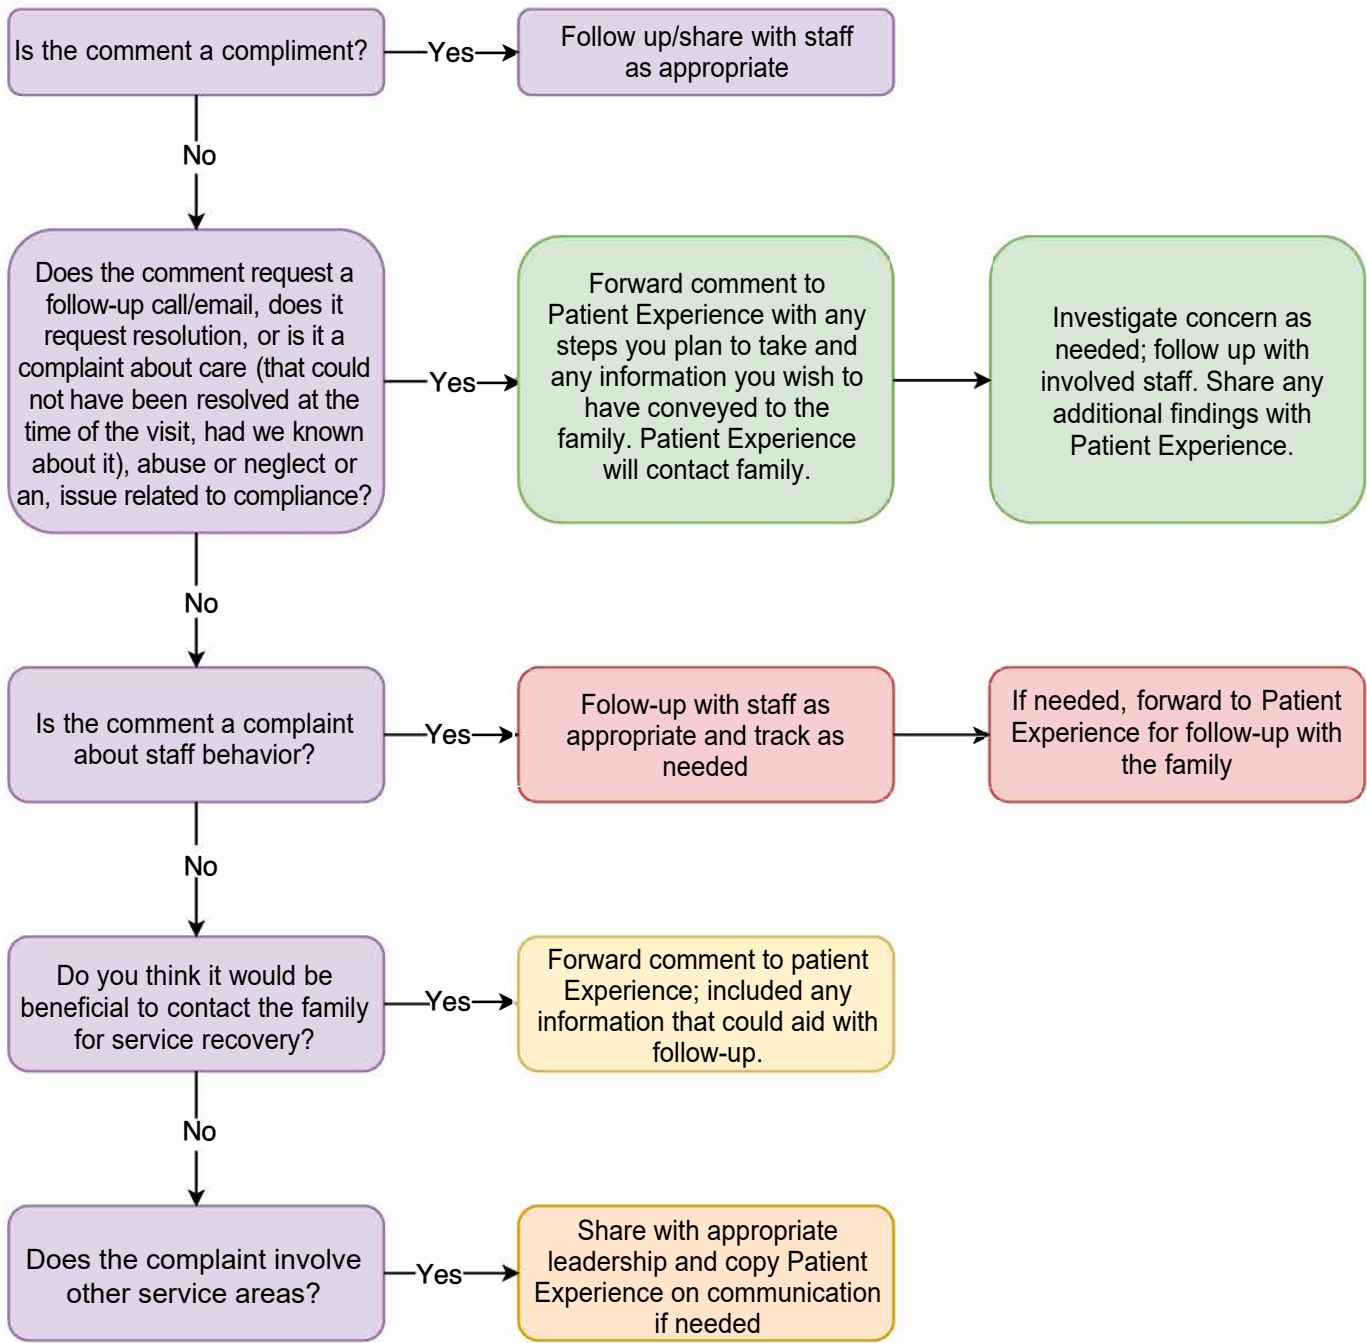 Is the comment a compliment?
Yes
Follow up/share with staff
as appropriate
No
Does the comment request a
follow-up call/email, does it
request resolution, or is it a
complaint about care (that could
not have been resolved at the
time of the visit, had we known
about it), abuse or neglect or
an, issue related to compliance?
Yes
Forward comment to
Patient Experience with any
steps you plan to take and
any information you wish to
have conveyed to the
family. Patient Experience
will contact family.
Investigate concern as
needed; follow up with
involved staff. Share any
additional findings with
Patient Experience.
No
Is the comment a complaint
about staff behavior?
Yes
Folow-up with staff as
appropriate and track as
needed
If needed, forward to Patient
Experience for follow-up with
the family
No
Do you think it would be
beneficial to contact the family
for service recovery?
Yes
Forward comment to patient
Experience; included any
information that could aid with
follow-up.
No
Does the complaint involve
other service areas?
Yes
Share with appropriate
leadership and copy Patient
Experience on communication
if needed